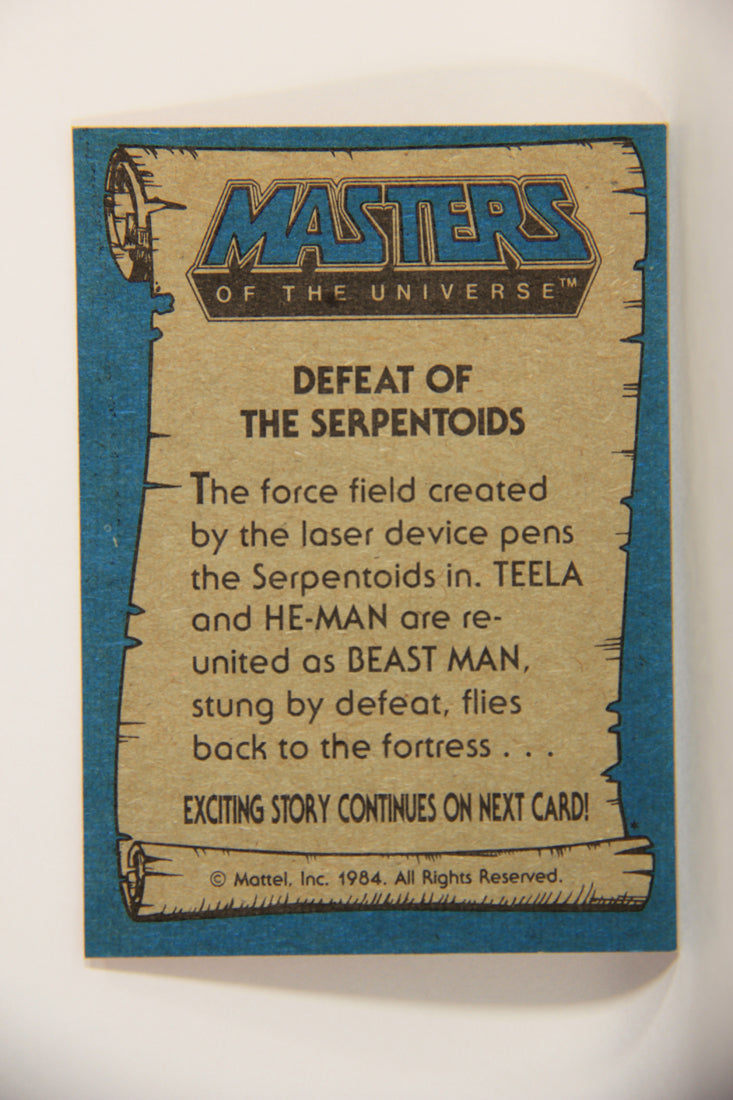 MASTERS
OF THE UNIVERSE™
DEFEAT OF
THE SERPENTOIDS
The force field created
by the laser device pens
the Serpentoids in. TEELA
and HE-MAN are re-
united as BEAST MAN,
stung by defeat, flies
back to the fortress . . .
EXCITING STORY CONTINUES ON NEXT CARD!
*
© Mattel, Inc. 1984. All Rights Reserved.